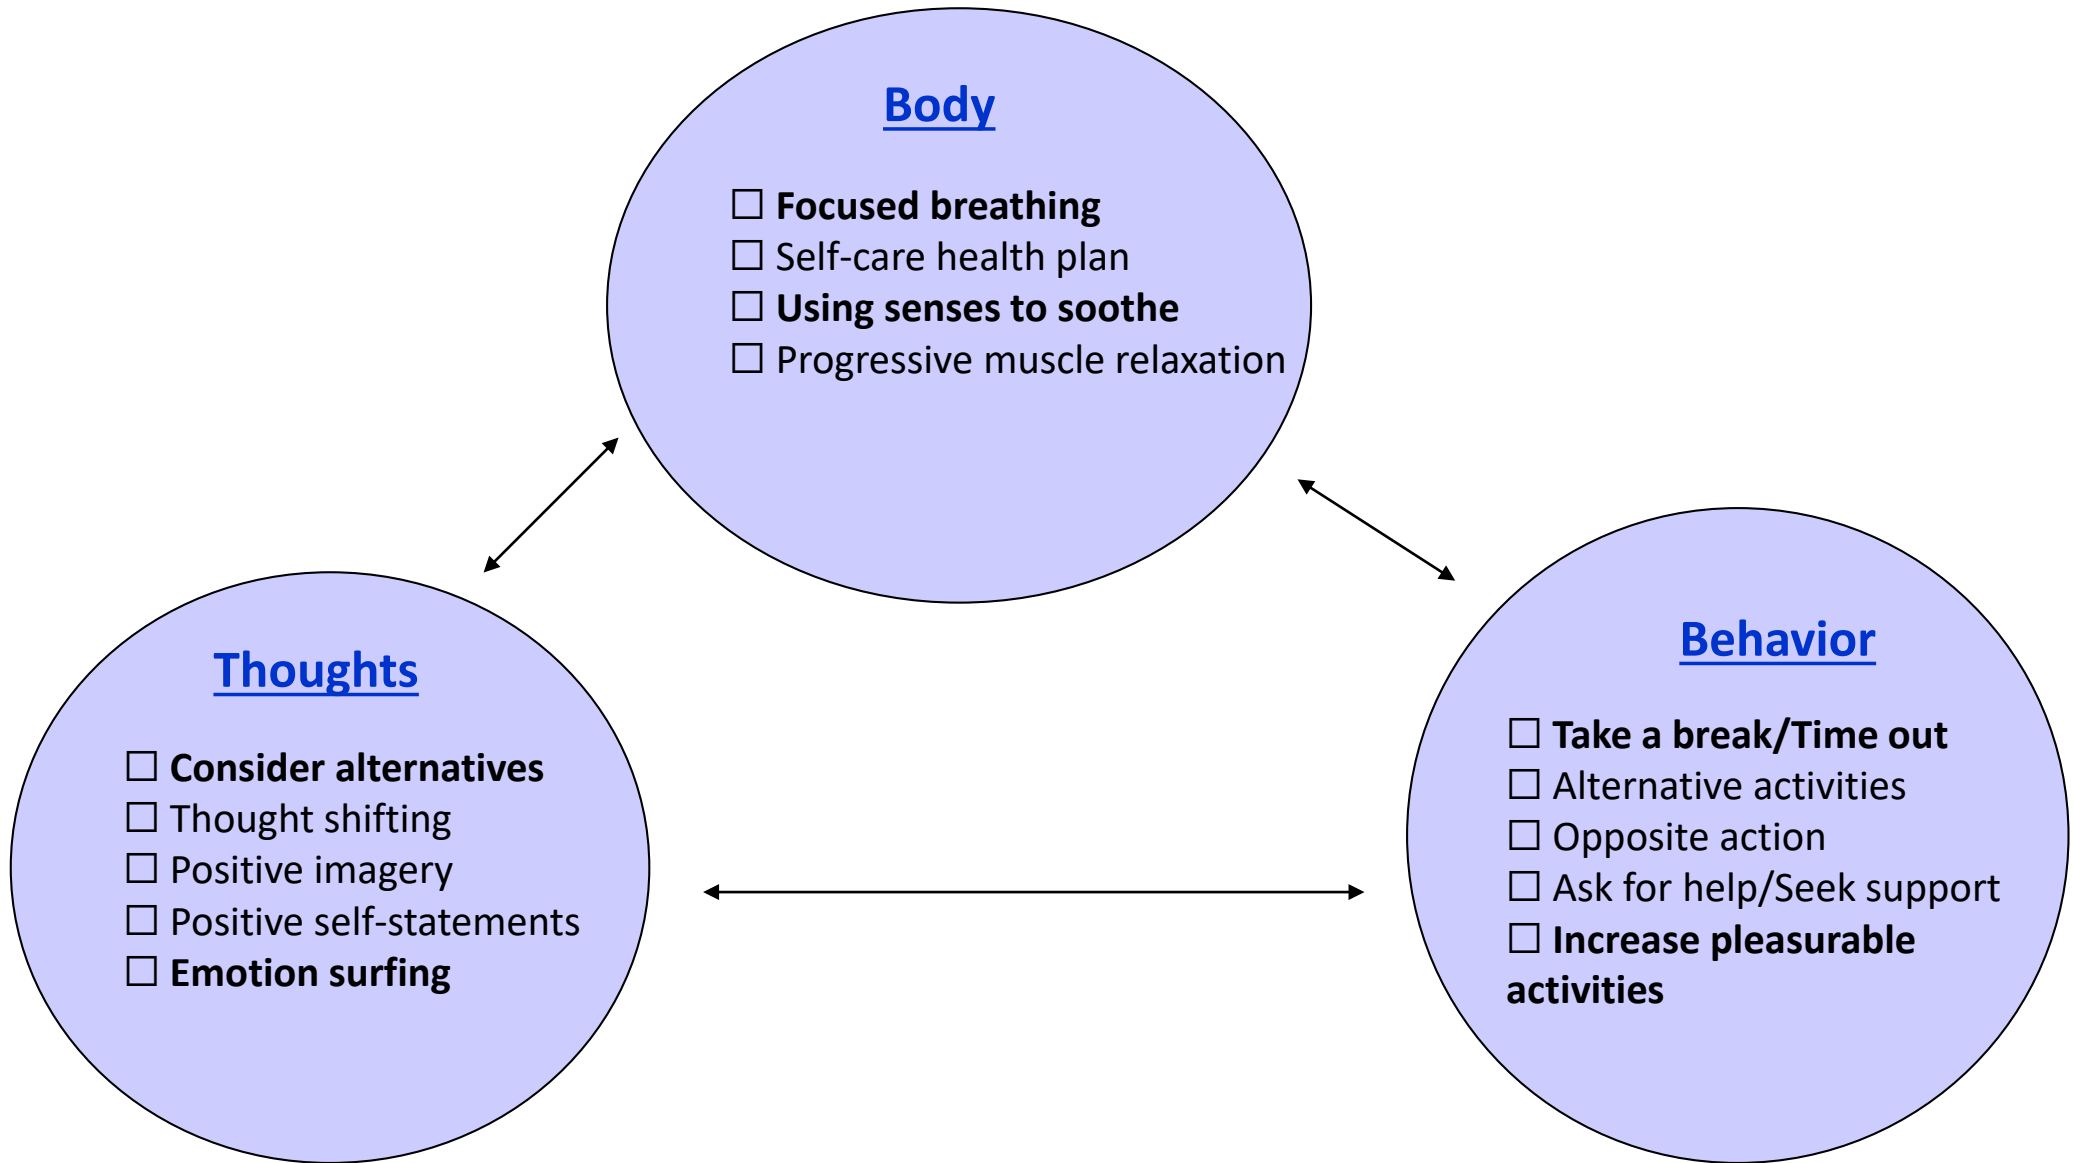 Body
☐ Focused breathing
☐ Self-care health plan
☐ Using senses to soothe
☐ Progressive muscle relaxation
Thoughts
☐ Consider alternatives
☐ Thought shifting
☐ Positive imagery
☐ Positive self-statements
☐ Emotion surfing
Behavior
☐ Take a break/Time out
☐ Alternative activities
☐ Opposite action
☐ Ask for help/Seek support
☐ Increase pleasurable
activities